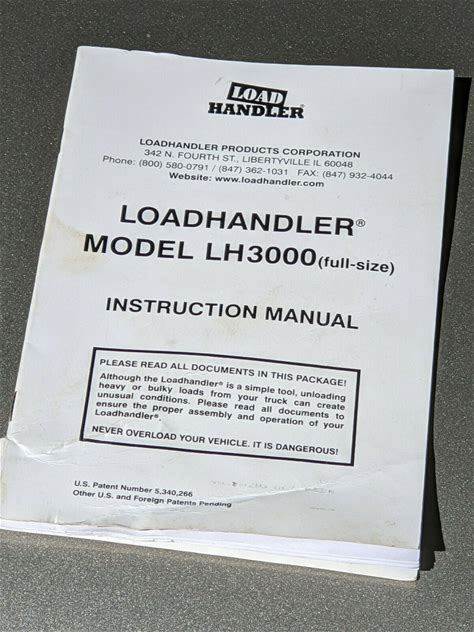 LOAD
HANDLER®
LOADHANDLER PRODUCTS CORPORATION
342 N. FOURTH ST., LIBERTYVILLE IL 60048
Phone: (800) 580-0791 / (847) 362-1031 FAX: (847) 932-4044
Website: www.loadhandler.com
LOADHANDLER®
MODEL LH3000 (full-size)
INSTRUCTION MANUAL
PLEASE READ ALL DOCUMENTS IN THIS PACKAGE!
Although the Loadhandler® is a simple tool, unloading
heavy or bulky loads from your truck can create
unusual conditions. Please read all documents to
ensure the proper assembly and operation of your
Loadhandler®.
NEVER OVERLOAD YOUR VEHICLE. IT IS DANGEROUS!
U.S. Patent Number 5,340,266
Other U.S. and Foreign Patents Pending